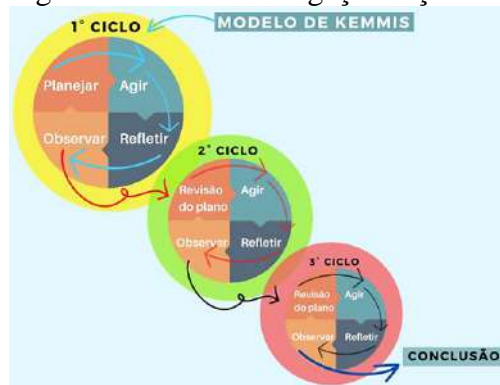 1° CICLO
MODELO DE KEMMIS
Planejar
Agir
Observar
Refletir
2° CICLO
Revisão
do plano
Agir
Observar
Refletir
3° CICLO
Revisão
do plano
Agir
Observar
Refletir
CONCLUSÃO